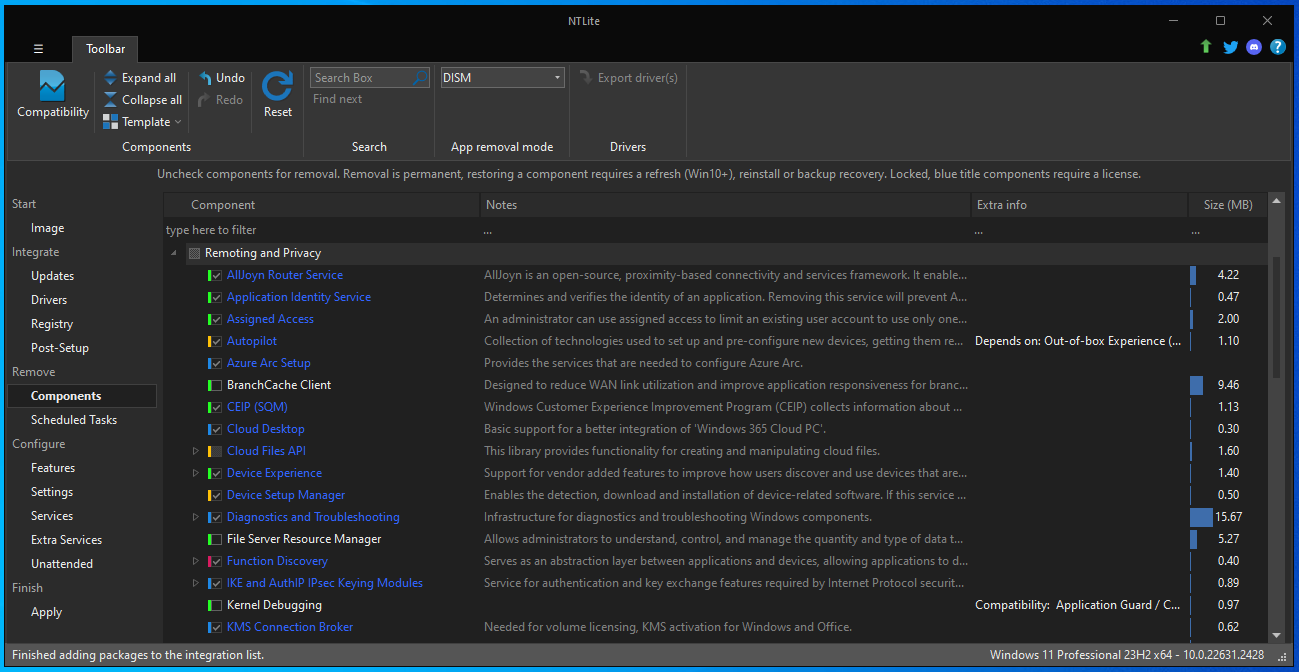 NTLite
Toolbar
Compatibility
Expand all
Collapse all
Template
Components
Undo
Redo
Reset
Search Box
Find next
Search
DISM
App removal mode
Export driver(s)
Drivers
Uncheck components for removal. Removal is permanent, restoring a component requires a refresh (Win10+), reinstall or backup recovery. Locked, blue title components require a license.
Start
Image
Integrate
Updates
Drivers
Registry
Post-Setup
Remove
Components
Scheduled Tasks
Configure
Features
Settings
Services
Extra Services
Unattended
Finish
Apply
Component Notes Extra info Size (MB)
type here to filter ... ... ...
Remoting and Privacy
AllJoyn Router Service AllJoyn is an open-source, proximity-based connectivity and services framework. It enable... 4.22
Application Identity Service Determines and verifies the identity of an application. Removing this service will prevent A... 0.47
Assigned Access An administrator can use assigned access to limit an existing user account to use only one... 2.00
Autopilot Collection of technologies used to set up and pre-configure new devices, getting them re... Depends on: Out-of-box Experience (... 1.10
Azure Arc Setup Provides the services that are needed to configure Azure Arc.
BranchCache Client Designed to reduce WAN link utilization and improve application responsiveness for branc... 9.46
CEIP (SQM) Windows Customer Experience Improvement Program (CEIP) collects information about ... 1.13
Cloud Desktop Basic support for a better integration of 'Windows 365 Cloud PC'. 0.30
Cloud Files API This library provides functionality for creating and manipulating cloud files. 1.60
Device Experience Support for vendor added features to improve how users discover and use devices that are... 1.40
Device Setup Manager Enables the detection, download and installation of device-related software. If this service ... 0.50
Diagnostics and Troubleshooting Infrastructure for diagnostics and troubleshooting Windows components. 15.67
File Server Resource Manager Allows administrators to understand, control, and manage the quantity and type of data t... 5.27
Function Discovery Serves as an abstraction layer between applications and devices, allowing applications to d... 0.40
IKE and AuthIP IPsec Keying Modules Service for authentication and key exchange features required by Internet Protocol securit... 0.89
Kernel Debugging Compatibility: Application Guard / C... 0.97
KMS Connection Broker Needed for volume licensing, KMS activation for Windows and Office. 0.62
Finished adding packages to the integration list. Windows 11 Professional 23H2 x64 - 10.0.22631.2428